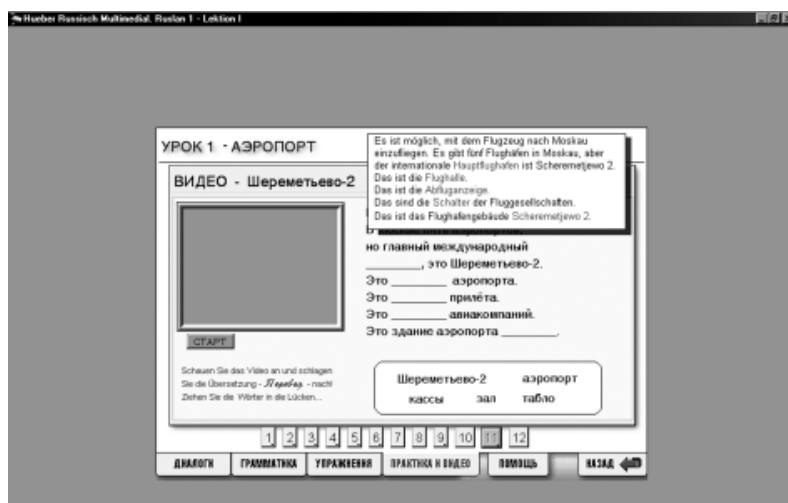 Hueber Russisch Multimedial. Ruslan 1 - Lektion I
УРОК 1 - АЭРОПОРТ
Es ist möglich, mit dem Flugzeug nach Moskau
einzufliegen. Es gibt fünf Flughäfen in Moskau, aber
der internationale Hauptflughafen ist Scheremetjewo 2.
Das ist die Flughalle.
Das ist die Abfluganzeige.
Das sind die Schalter der Fluggesellschaften.
Das ist das Flughafengebäude Scheremetjewo 2.
ВИДЕО - Шереметьево-2
но главный международный
________, это Шереметьево-2.
Это ________ аэропорта.
Это ________ прилёта.
Это ________ авиакомпаний.
Это здание аэропорта ________.
СТАРТ
Schauen Sie das Video an und schlagen
Sie die Übersetzung - Перевод - nach!
Ziehen Sie die Wörter in die Lücken...
Шереметьево-2 аэропорт
кассы зал табло
1 2 3 4 5 6 7 8 9 10 11 12
ДИАЛОГИ ГРАММАТИКА УПРАЖНЕНИЯ ПРАКТИКА И ВИДЕО ПОМОЩЬ НАЗАД